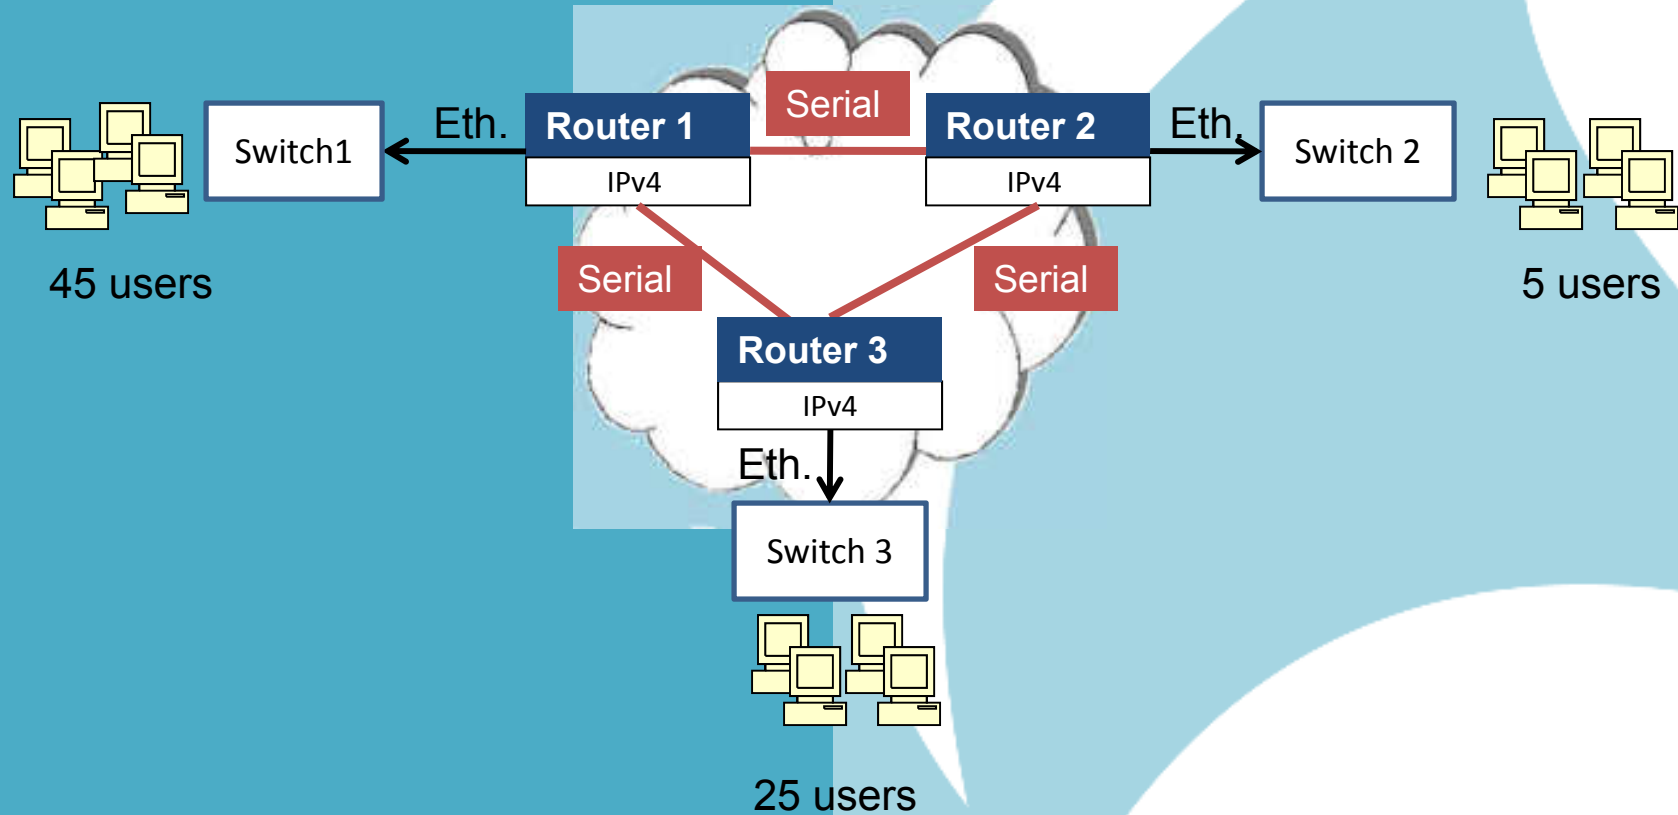 Serial
Eth.
Router 1
Router 2
Eth.
Switch1
Switch 2
IPv4
IPv4
45 users
Serial
Serial
5 users
Router 3
IPv4
Eth.
Switch 3
25 users